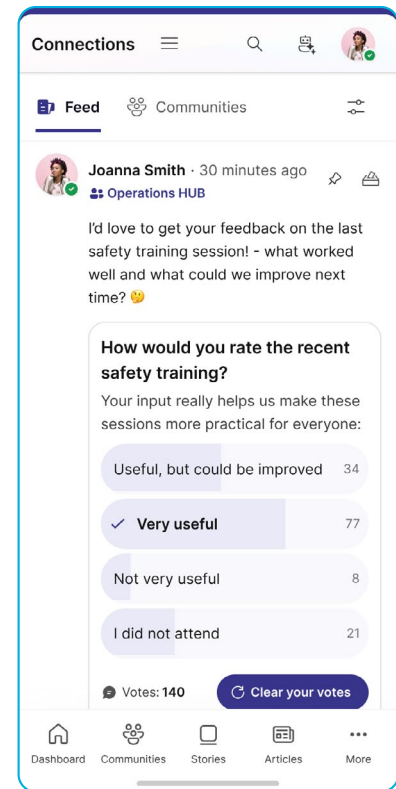 Connections
Feed
Communities
Joanna Smith · 30 minutes ago
Operations HUB
I'd love to get your feedback on the last
safety training session! - what worked
well and what could we improve next
time? 🤔
How would you rate the recent
safety training?
Your input really helps us make these
sessions more practical for everyone:
Useful, but could be improved 34
Very useful 77
Not very useful 8
I did not attend 21
Votes: 140 Clear your votes
Dashboard Communities Stories Articles More